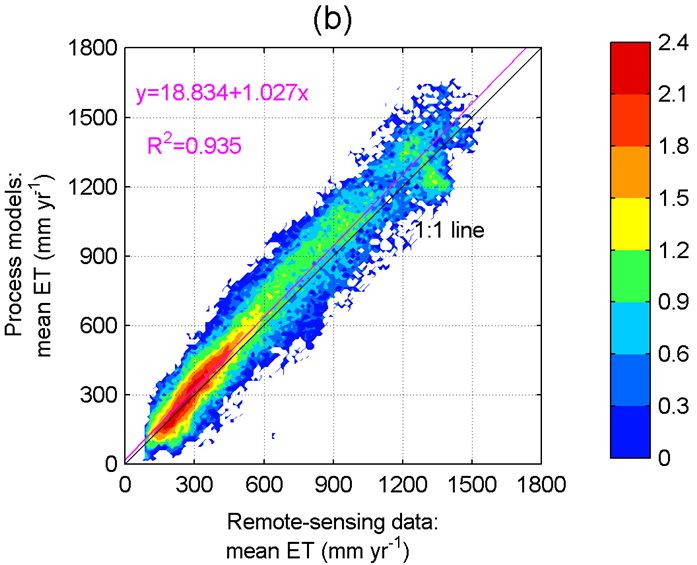 (b)
y=18.834+1.027x
R²=0.935
1:1 line
Process models:
mean ET (mm yr⁻¹)
1800
1500
1200
900
600
300
0
0 300 600 900 1200 1500 1800
Remote-sensing data:
mean ET (mm yr⁻¹)
2.4
2.1
1.8
1.5
1.2
0.9
0.6
0.3
0